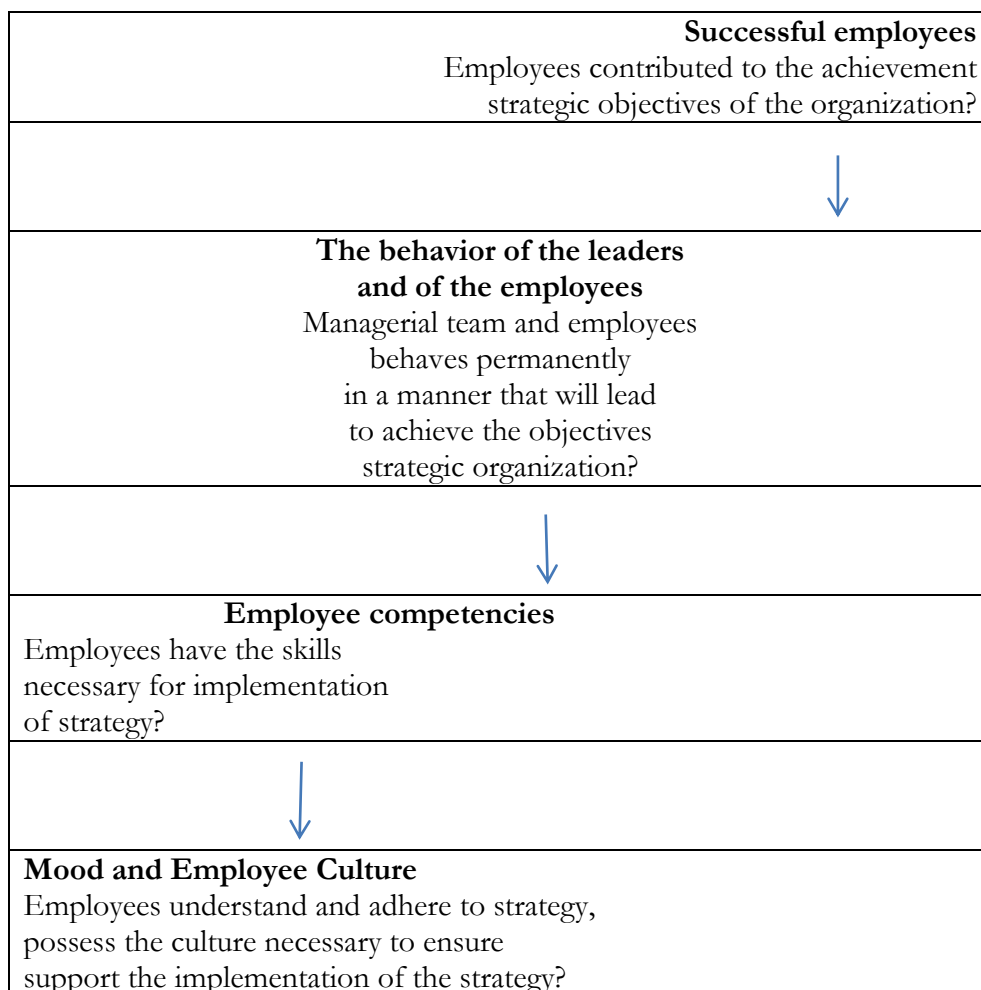 Successful employees
Employees contributed to the achievement
strategic objectives of the organization?
The behavior of the leaders
and of the employees
Managerial team and employees
behaves permanently
in a manner that will lead
to achieve the objectives
strategic organization?
Employee competencies
Employees have the skills
necessary for implementation
of strategy?
Mood and Employee Culture
Employees understand and adhere to strategy,
possess the culture necessary to ensure
support the implementation of the strategy?